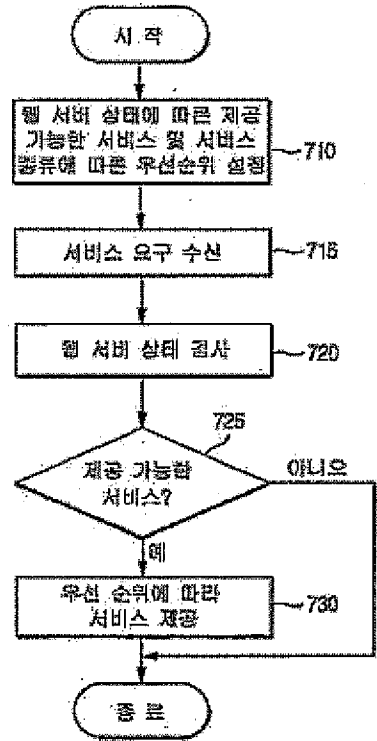 시 작
웹 서버 상태에 따른 제공
가능한 서비스 및 서비스
종류에 따른 우선순위 설정
710
서비스 요구 수신
715
웹 서버 상태 검사
720
725
제공 가능한
서비스?
아니오
예
우선 순위에 따라
서비스 제공
730
종 료